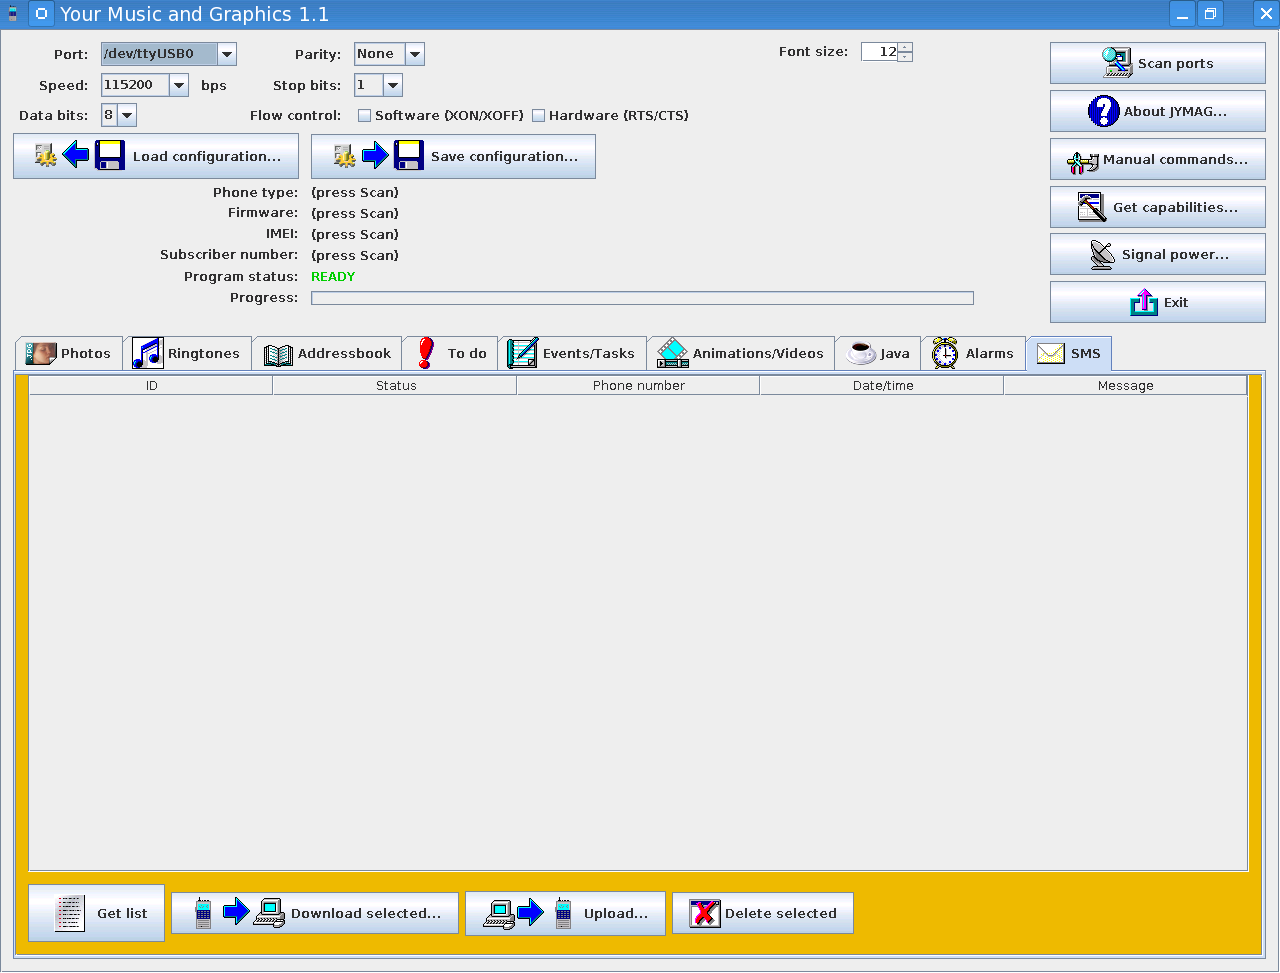 Your Music and Graphics 1.1
Port: /dev/ttyUSB0 Parity: None Font size: 12 Scan ports
Speed: 115200 bps Stop bits: 1
Data bits: 8 Flow control: Software (XON/XOFF) Hardware (RTS/CTS) About JYMAG...
Load configuration... Save configuration... Manual commands...
Phone type: (press Scan)
Firmware: (press Scan) Get capabilities...
IMEI: (press Scan)
Subscriber number: (press Scan) Signal power...
Program status: READY
Progress: Exit
Photos Ringtones Addressbook To do Events/Tasks Animations/Videos Java Alarms SMS
ID Status Phone number Date/time Message
Get list Download selected... Upload... Delete selected